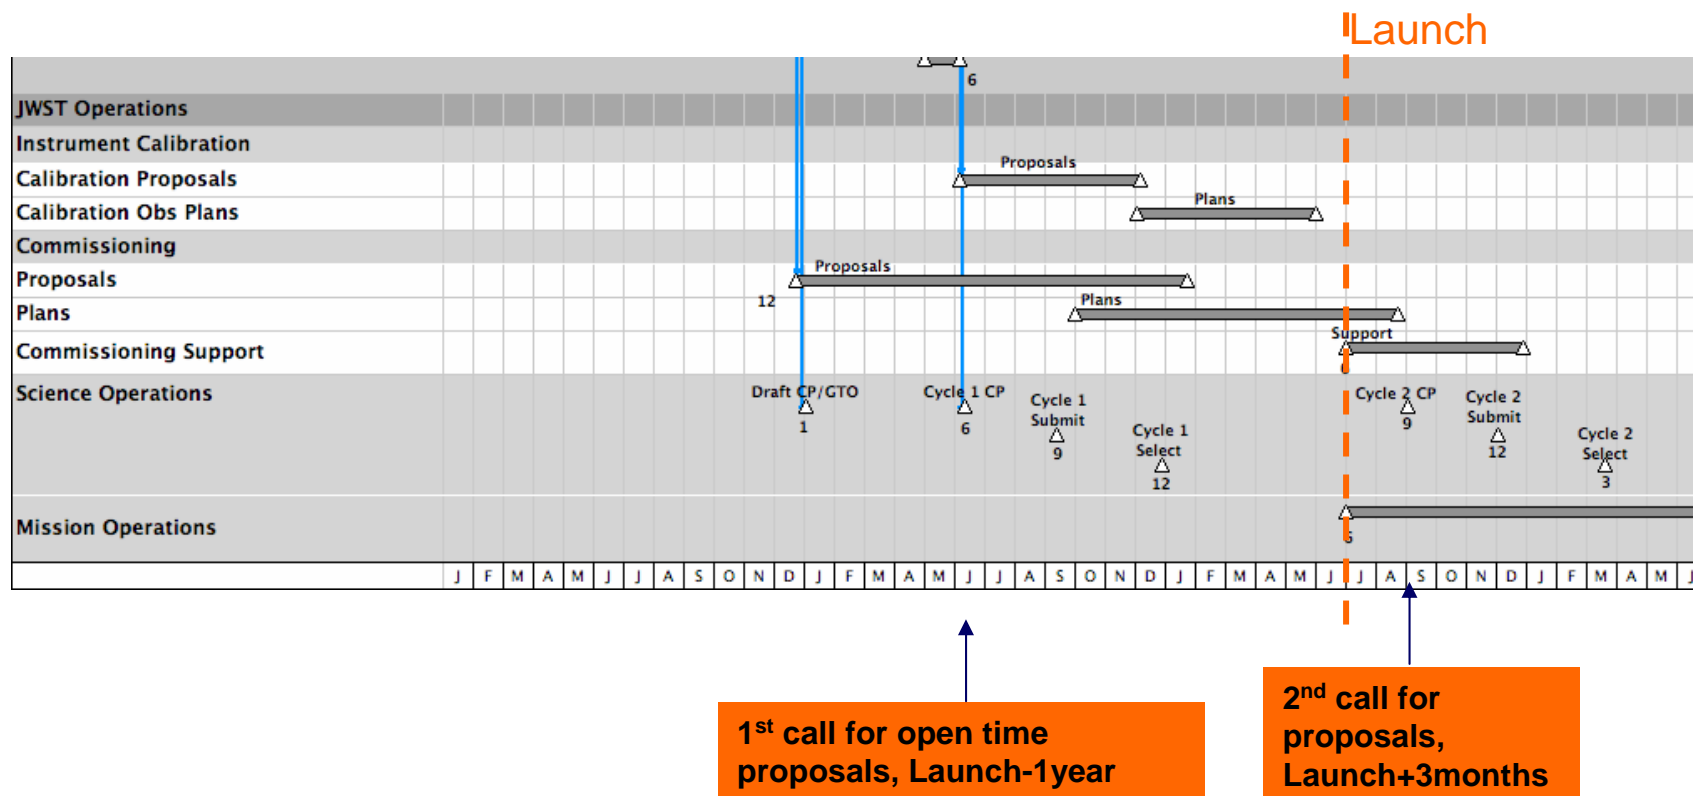 Launch
6
JWST Operations
Instrument Calibration
Calibration Proposals
Proposals
Calibration Obs Plans
Plans
Commissioning
Proposals
Proposals
12
Plans
Plans
Commissioning Support
Support
Science Operations
Draft CP/GTO
1
Cycle 1 CP
6
Cycle 1
Submit
9
Cycle 1
Select
12
Cycle 2 CP
9
Cycle 2
Submit
12
Cycle 2
Select
3
Mission Operations
J F M A M J J A S O N D J F M A M J J A S O N D J F M A M J J A S O N D J F M A M J
1st call for open time
proposals, Launch-1year
2nd call for
proposals,
Launch+3months